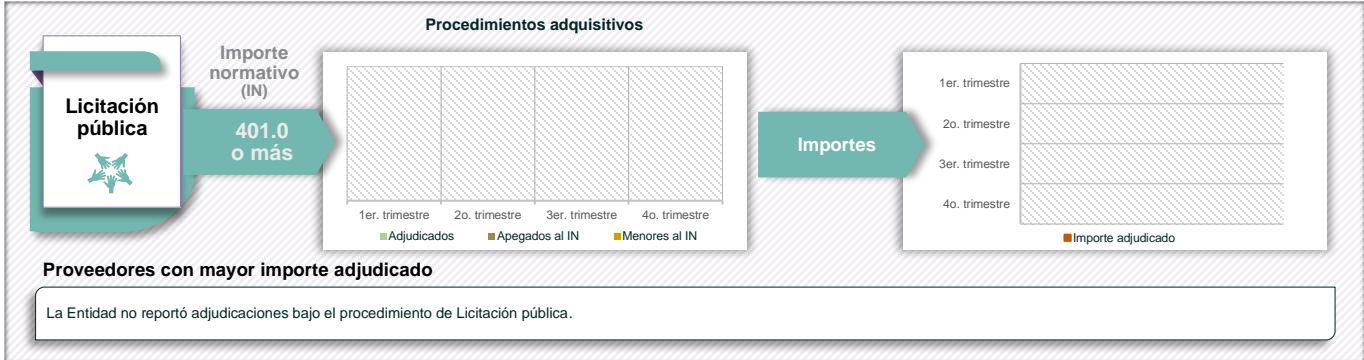 Procedimientos adquisitivos
Licitación
pública
Importe
normativo
(IN)
401.0
o más
1er. trimestre 2o. trimestre 3er. trimestre 4o. trimestre
Adjudicados Apegados al IN Menores al IN
Importes
1er. trimestre
2o. trimestre
3er. trimestre
4o. trimestre
Importe adjudicado
Proveedores con mayor importe adjudicado
La Entidad no reportó adjudicaciones bajo el procedimiento de Licitación pública.